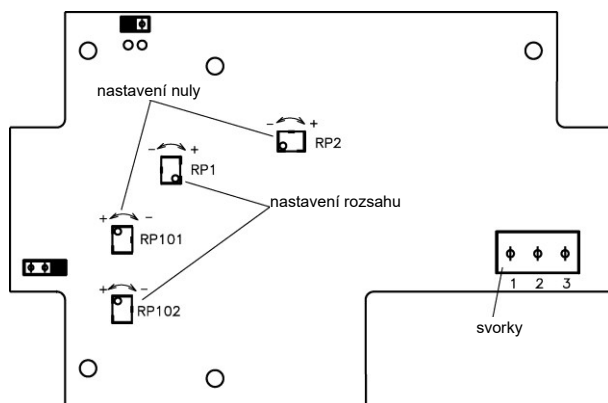 nastavení nuly
- +
RP2
- +
RP1
nastavení rozsahu
+ -
RP101
+ -
RP102
1 2 3
svorky